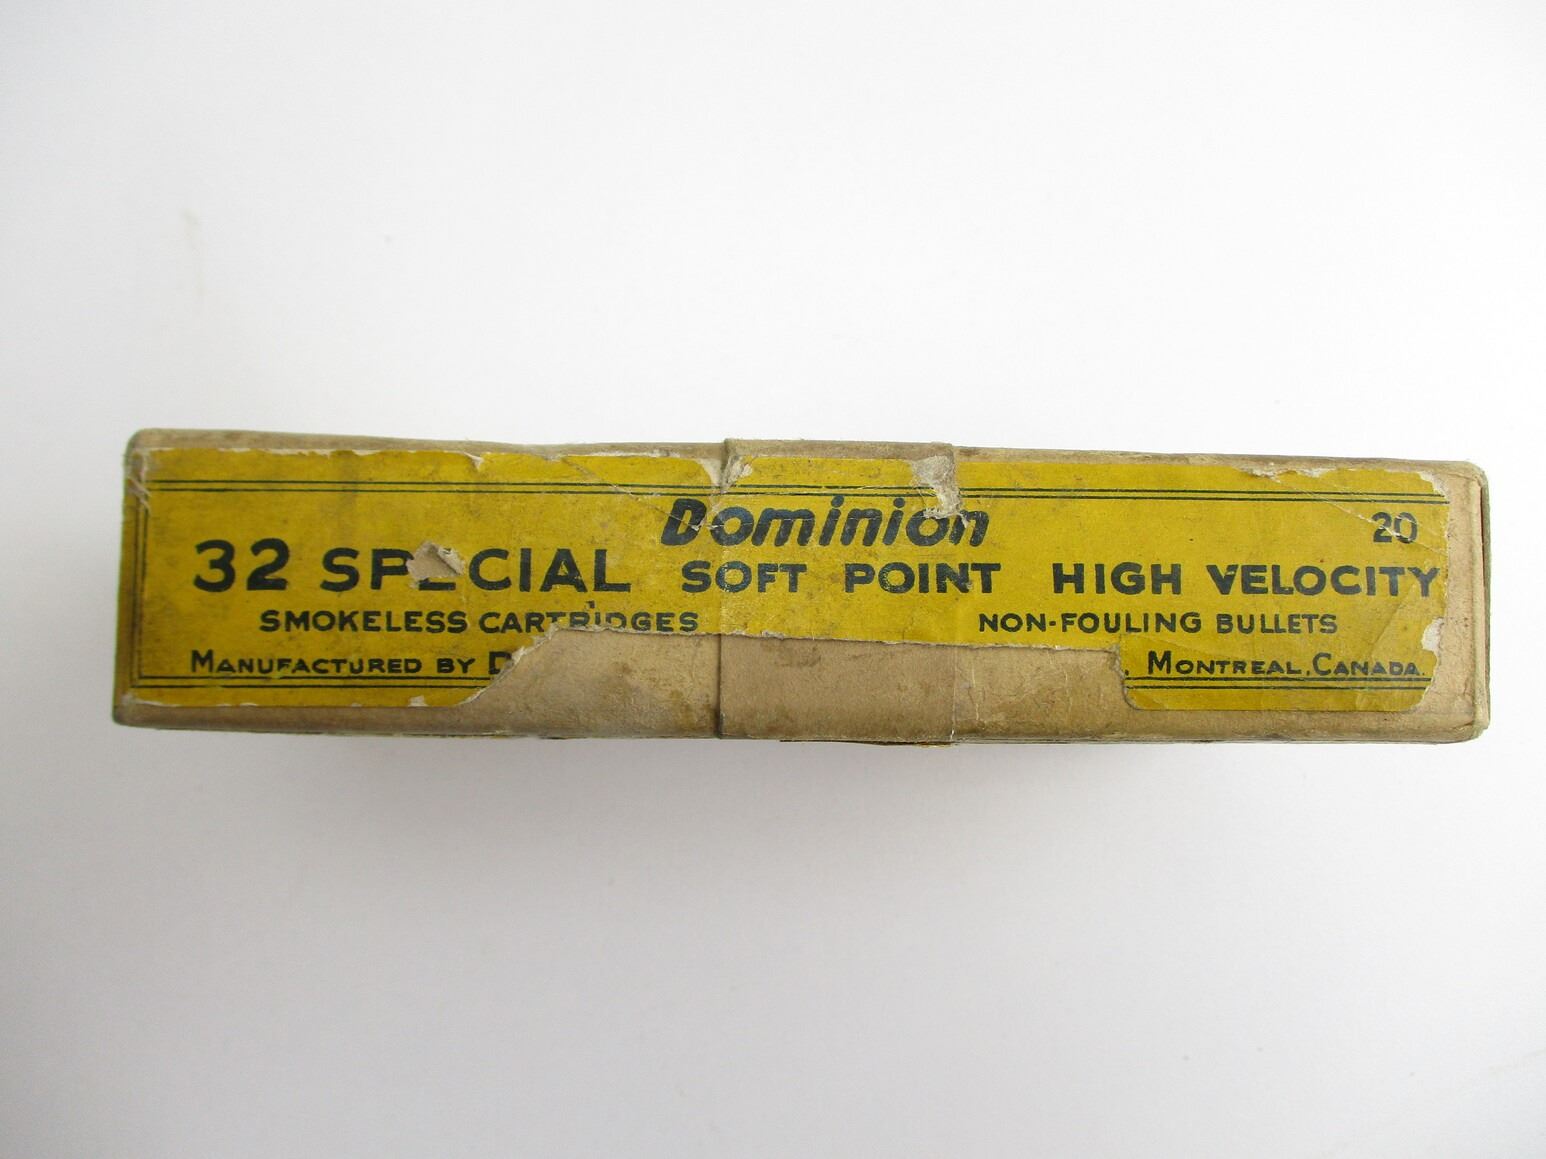 Dominion 20
32 SPECIAL SOFT POINT HIGH VELOCITY
SMOKELESS CARTRIDGES NON-FOULING BULLETS
MANUFACTURED BY MONTREAL, CANADA.